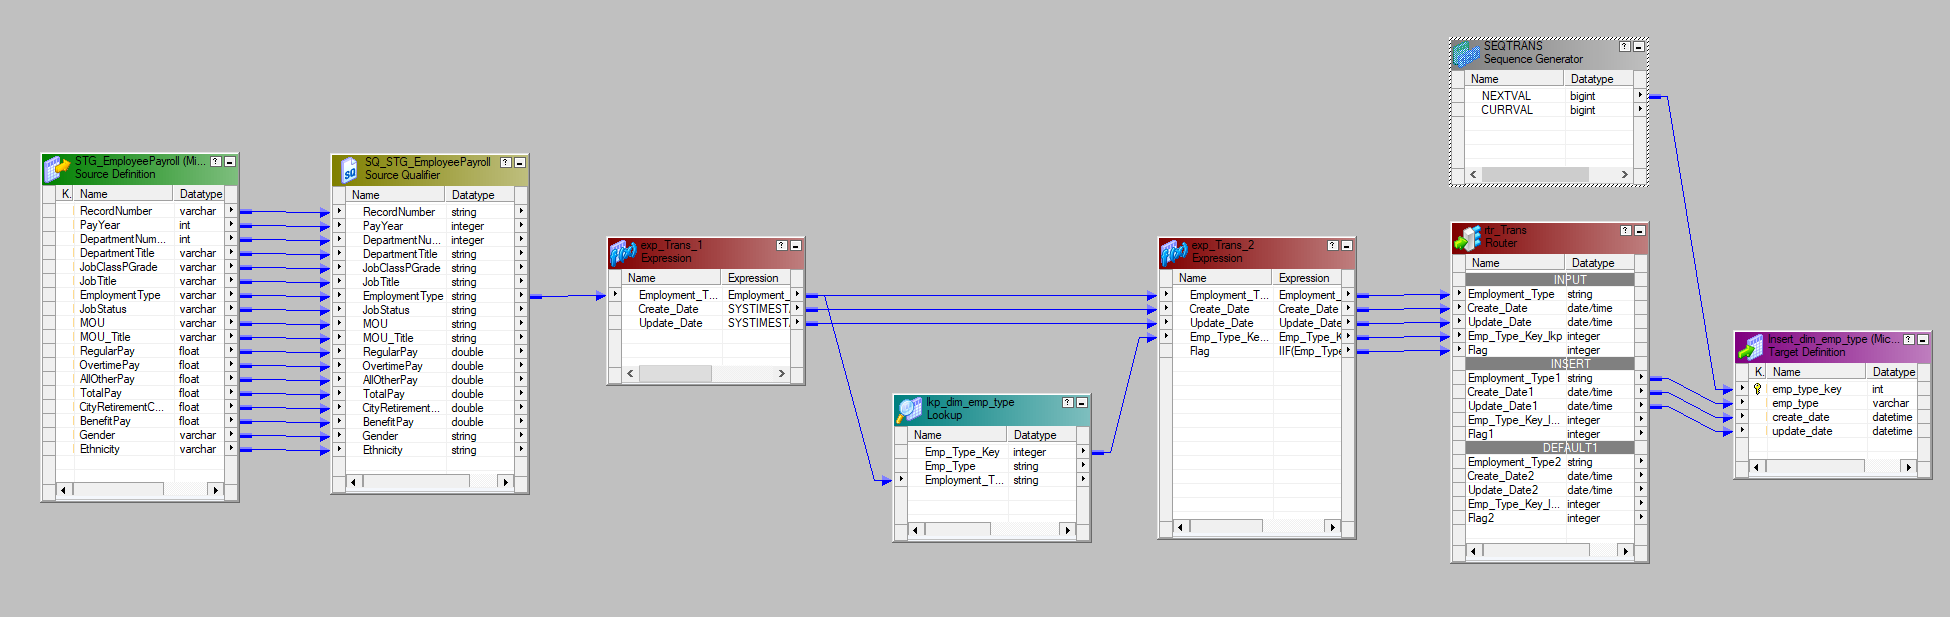 STG_EmployeePayroll (Mi...
Source Definition
K. Name Datatype
RecordNumber varchar
PayYear int
DepartmentNum... int
DepartmentTitle varchar
JobClassPGrade varchar
JobTitle varchar
EmploymentType varchar
JobStatus varchar
MOU varchar
MOU_Title varchar
RegularPay float
OvertimePay float
AllOtherPay float
TotalPay float
CityRetirementC... float
BenefitPay float
Gender varchar
Ethnicity varchar
SQ_STG_EmployeePayroll
Source Qualifier
Name Datatype
RecordNumber string
PayYear integer
DepartmentNu... integer
DepartmentTitle string
JobClassPGrade string
JobTitle string
EmploymentType string
JobStatus string
MOU string
MOU_Title string
RegularPay double
OvertimePay double
AllOtherPay double
TotalPay double
CityRetirement... double
BenefitPay double
Gender string
Ethnicity string
exp_Trans_1
Expression
Name Expression
Employment_T... Employment_
Create_Date SYSTIMEST
Update_Date SYSTIMEST
lkp_dim_emp_type
Lookup
Name Datatype
Emp_Type_Key integer
Emp_Type string
Employment_T... string
exp_Trans_2
Expression
Name Expression
Employment_T... Employment_
Create_Date Create_Date
Update_Date Update_Date
Emp_Type_Ke... Emp_Type_K
Flag IIF(Emp_Type
SEQTRANS
Sequence Generator
Name Datatype
NEXTVAL bigint
CURRVAL bigint
rtr_Trans
Router
Name Datatype
INPUT
Employment_Type string
Create_Date date/time
Update_Date date/time
Emp_Type_Key_lkp integer
Flag integer
INSERT
Employment_Type1 string
Create_Date1 date/time
Update_Date1 date/time
Emp_Type_Key_l... integer
Flag1 integer
DEFAULT1
Employment_Type2 string
Create_Date2 date/time
Update_Date2 date/time
Emp_Type_Key_l... integer
Flag2 integer
Insert_dim_emp_type (Mic...
Target Definition
K. Name Datatype
emp_type_key int
emp_type varchar
create_date datetime
update_date datetime